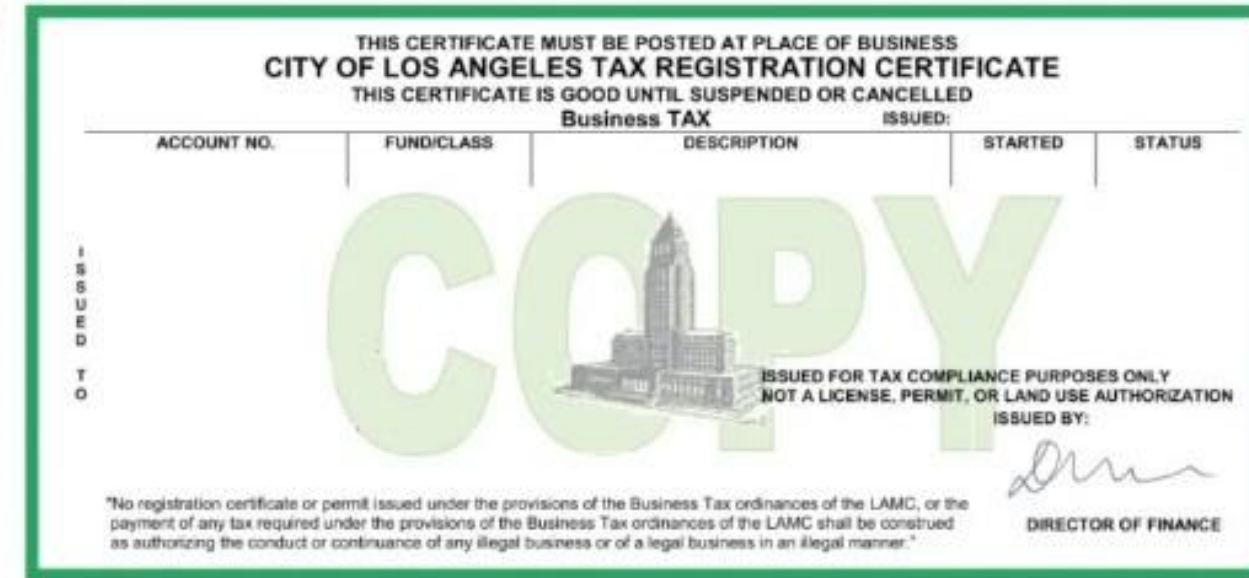 THIS CERTIFICATE MUST BE POSTED AT PLACE OF BUSINESS
CITY OF LOS ANGELES TAX REGISTRATION CERTIFICATE
THIS CERTIFICATE IS GOOD UNTIL SUSPENDED OR CANCELLED
Business TAX ISSUED:
ACCOUNT NO. FUND/CLASS DESCRIPTION STARTED STATUS
COPY
ISSUED TO
ISSUED FOR TAX COMPLIANCE PURPOSES ONLY
NOT A LICENSE, PERMIT, OR LAND USE AUTHORIZATION
ISSUED BY:
"No registration certificate or permit issued under the provisions of the Business Tax ordinances of the LAMC, or the
payment of any tax required under the provisions of the Business Tax ordinances of the LAMC shall be construed
as authorizing the conduct or continuance of any illegal business or of a legal business in an illegal manner."
DIRECTOR OF FINANCE